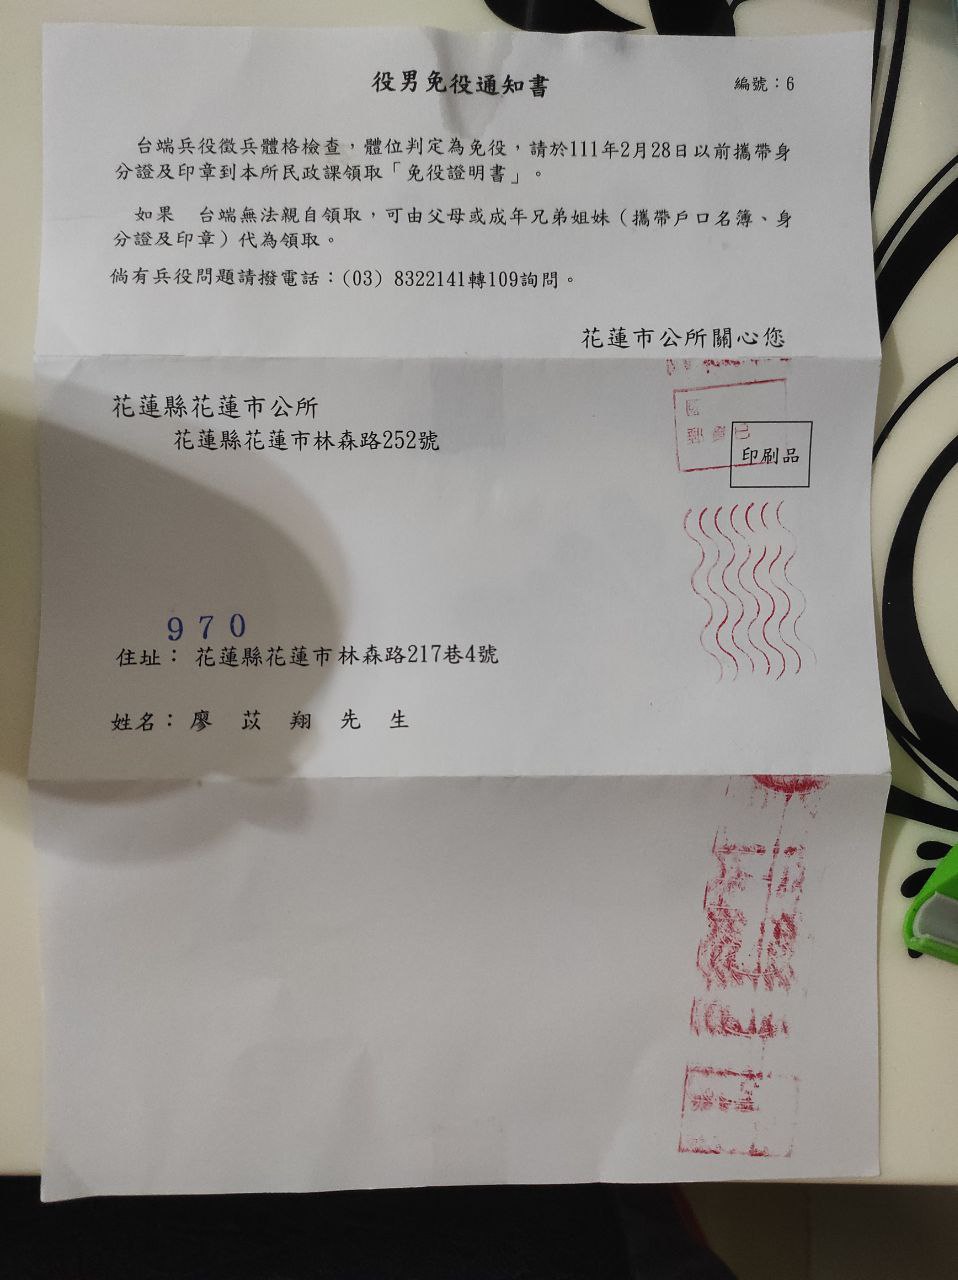 役男免役通知書
編號：6
台端兵役徵兵體格檢查，體位判定為免役，請於111年2月28日以前攜帶身
分證及印章到本所民政課領取「免役證明書」。
如果　台端無法親自領取，可由父母或成年兄弟姐妹（攜帶戶口名簿、身
分證及印章）代為領取。
倘有兵役問題請撥電話：(03) 8322141轉109詢問。
花蓮市公所關心您
花蓮縣花蓮市公所
花蓮縣花蓮市林森路252號
印刷品
970
住址： 花蓮縣花蓮市林森路217巷4號
姓名： 廖 苡 翔 先 生